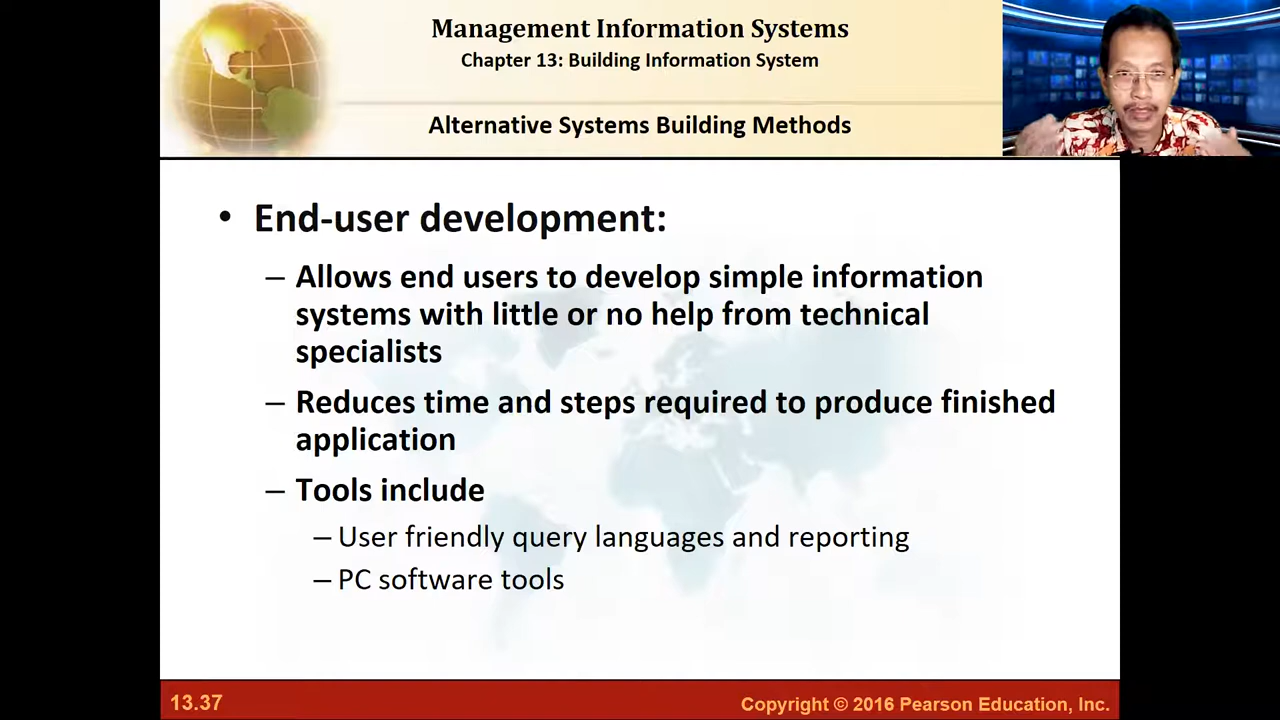 Management Information Systems
Chapter 13: Building Information System
Alternative Systems Building Methods
• End-user development:
– Allows end users to develop simple information
systems with little or no help from technical
specialists
– Reduces time and steps required to produce finished
application
– Tools include
– User friendly query languages and reporting
– PC software tools
13.37
Copyright © 2016 Pearson Education, Inc.